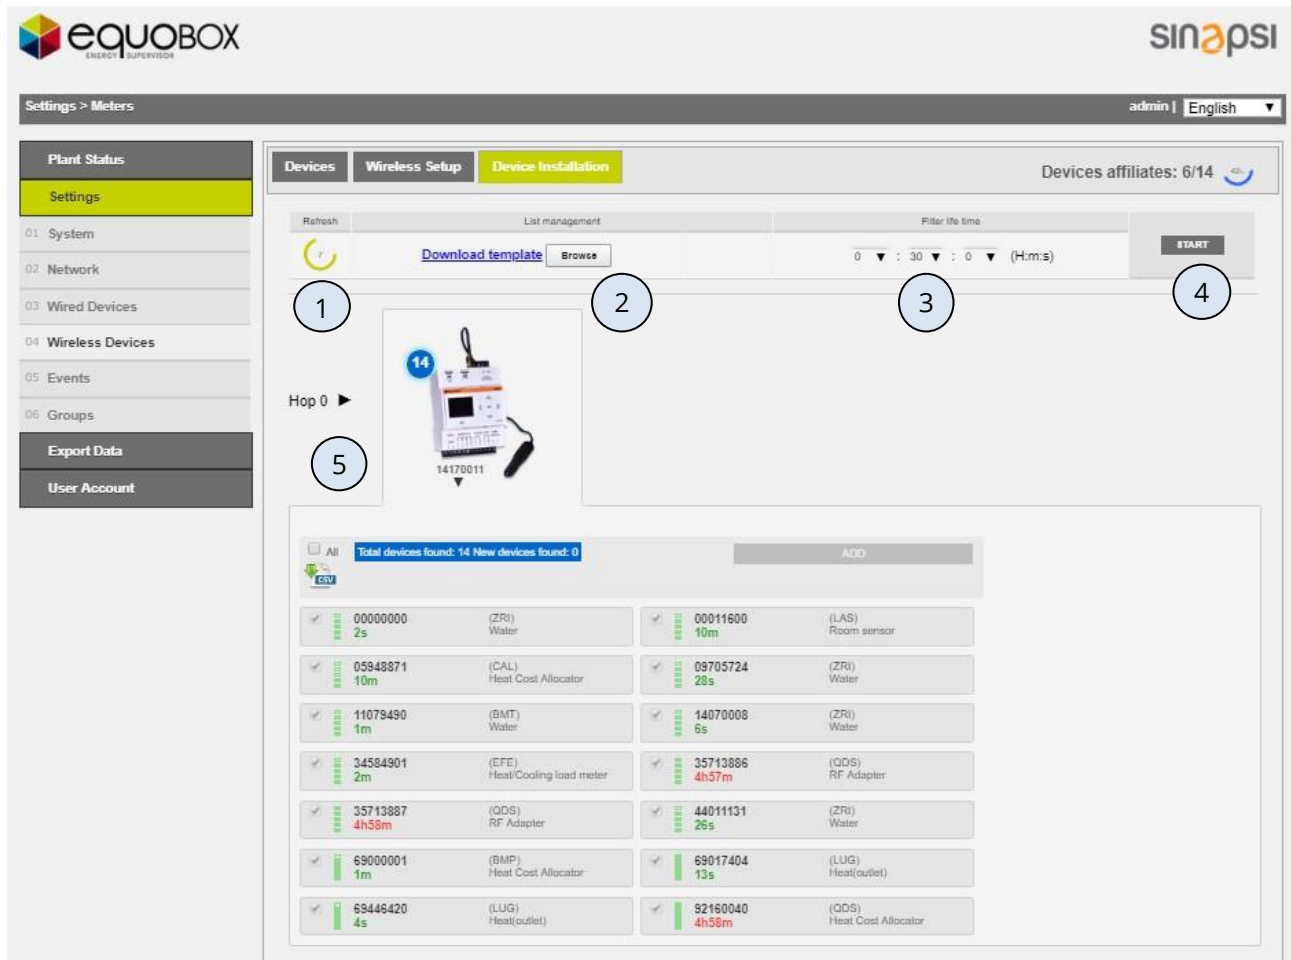 equoBOX
ENERGY SUPERVISOR
sinapsi
Settings > Meters
admin |
English
Plant Status
Settings
01 System
02 Network
03 Wired Devices
04 Wireless Devices
05 Events
06 Groups
Export Data
User Account
Devices
Wireless Setup
Device Installation
Devices affiliates: 6/14
Refresh
List management
Filter life time
START
7
Download template
Browse
0 ▼ : 30 ▼ : 0 ▼ (H:m:s)
1
2
3
4
Hop 0 ►
14
14170011
5
All
Total devices found: 14 New devices found: 0
ADD
CSV
00000000 (ZRI)
2s Water
00011600 (LAS)
10m Room sensor
05948871 (CAL)
10m Heat Cost Allocator
09705724 (ZRI)
28s Water
11079490 (BMT)
1m Water
14070008 (ZRI)
6s Water
34584901 (EFE)
2m Heat/Cooling load meter
35713886 (QDS)
4h57m RF Adapter
35713887 (QDS)
4h58m RF Adapter
44011131 (ZRI)
26s Water
69000001 (BMP)
1m Heat Cost Allocator
69017404 (LUG)
13s Heat(outlet)
69446420 (LUG)
4s Heat(outlet)
92160040 (QDS)
4h58m Heat Cost Allocator